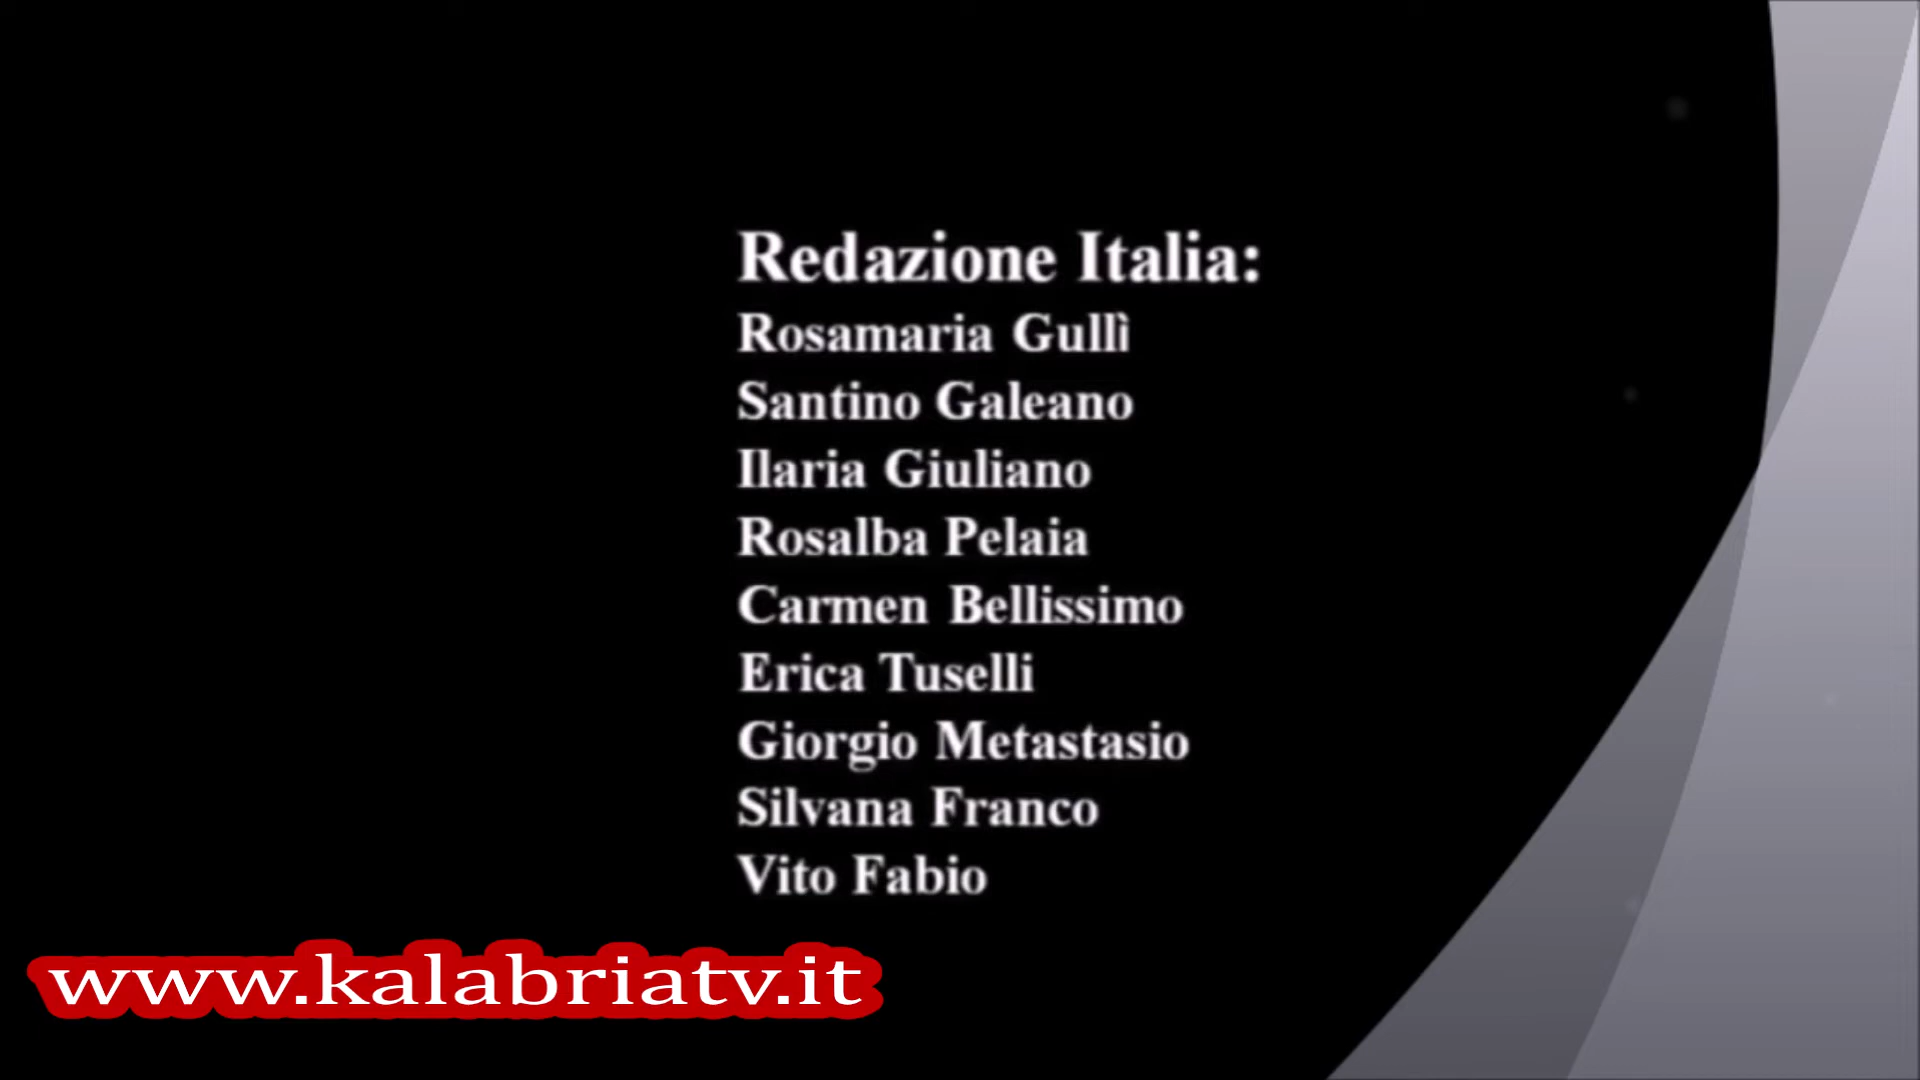 Redazione Italia:
Rosamaria Gullì
Santino Galeano
Ilaria Giuliano
Rosalba Pelaia
Carmen Bellissimo
Erica Tuselli
Giorgio Metastasio
Silvana Franco
Vito Fabio
www.kalabriatv.it